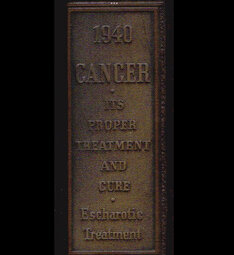 1940
CANCER
ITS
PROPER
TREATMENT
AND
CURE
Escharotic
Treatment